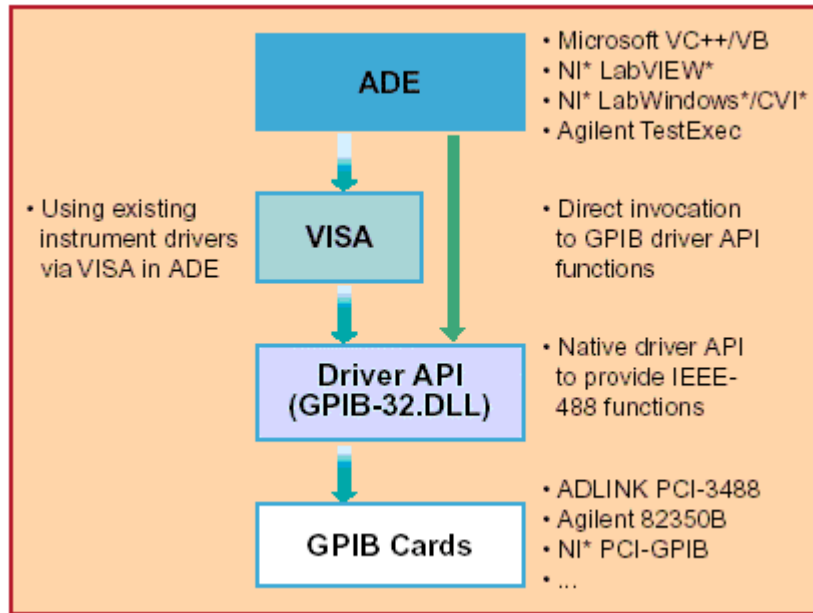 ADE
• Microsoft VC++/VB
• NI* LabVIEW*
• NI* LabWindows*/CVI*
• Agilent TestExec
• Using existing
instrument drivers
via VISA in ADE
VISA
• Direct invocation
to GPIB driver API
functions
Driver API
(GPIB-32.DLL)
• Native driver API
to provide IEEE-
488 functions
GPIB Cards
• ADLINK PCI-3488
• Agilent 82350B
• NI* PCI-GPIB
• ...